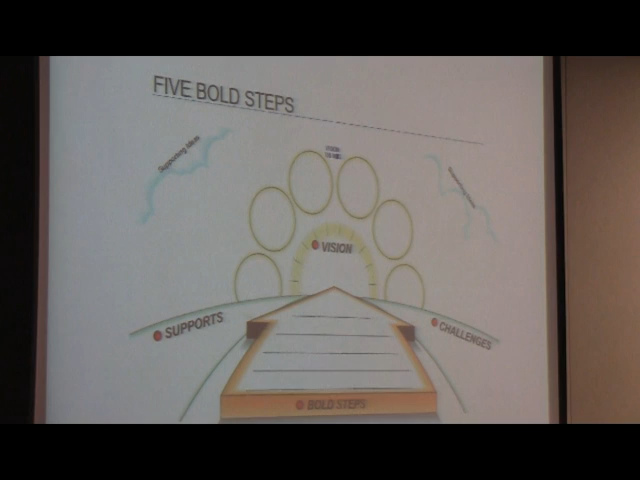 FIVE BOLD STEPS
VISION
SUPPORTS
CHALLENGES
BOLD STEPS